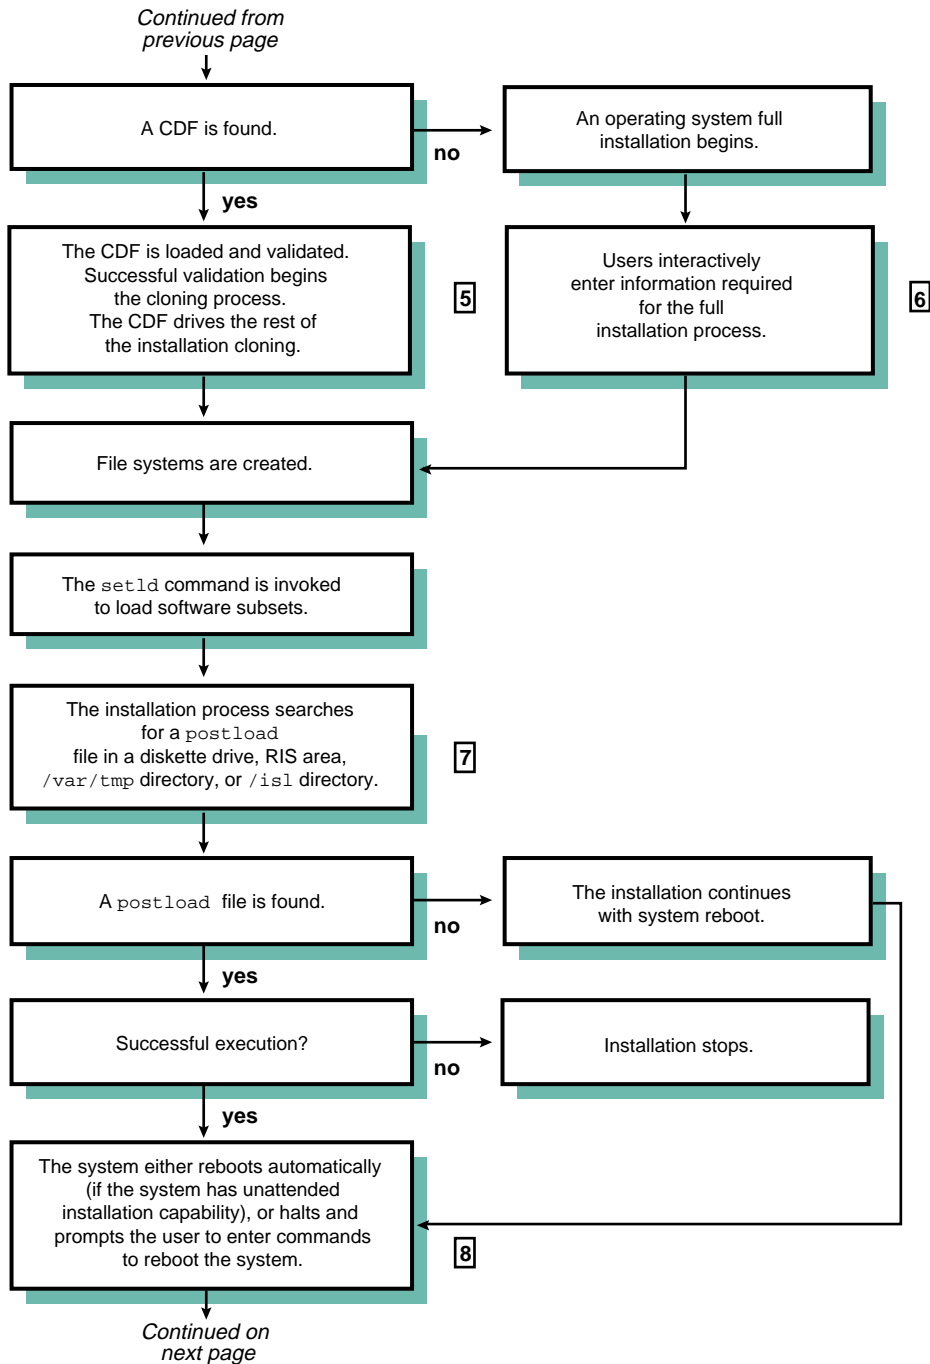 Continued from
previous page
A CDF is found.
no
An operating system full
installation begins.
yes
The CDF is loaded and validated.
Successful validation begins
the cloning process.
The CDF drives the rest of
the installation cloning.
5
Users interactively
enter information required
for the full
installation process.
6
File systems are created.
The setld command is invoked
to load software subsets.
The installation process searches
for a postload
file in a diskette drive, RIS area,
/var/tmp directory, or /isl directory.
7
A postload file is found.
no
The installation continues
with system reboot.
yes
Successful execution?
no
Installation stops.
yes
The system either reboots automatically
(if the system has unattended
installation capability), or halts and
prompts the user to enter commands
to reboot the system.
8
Continued on
next page